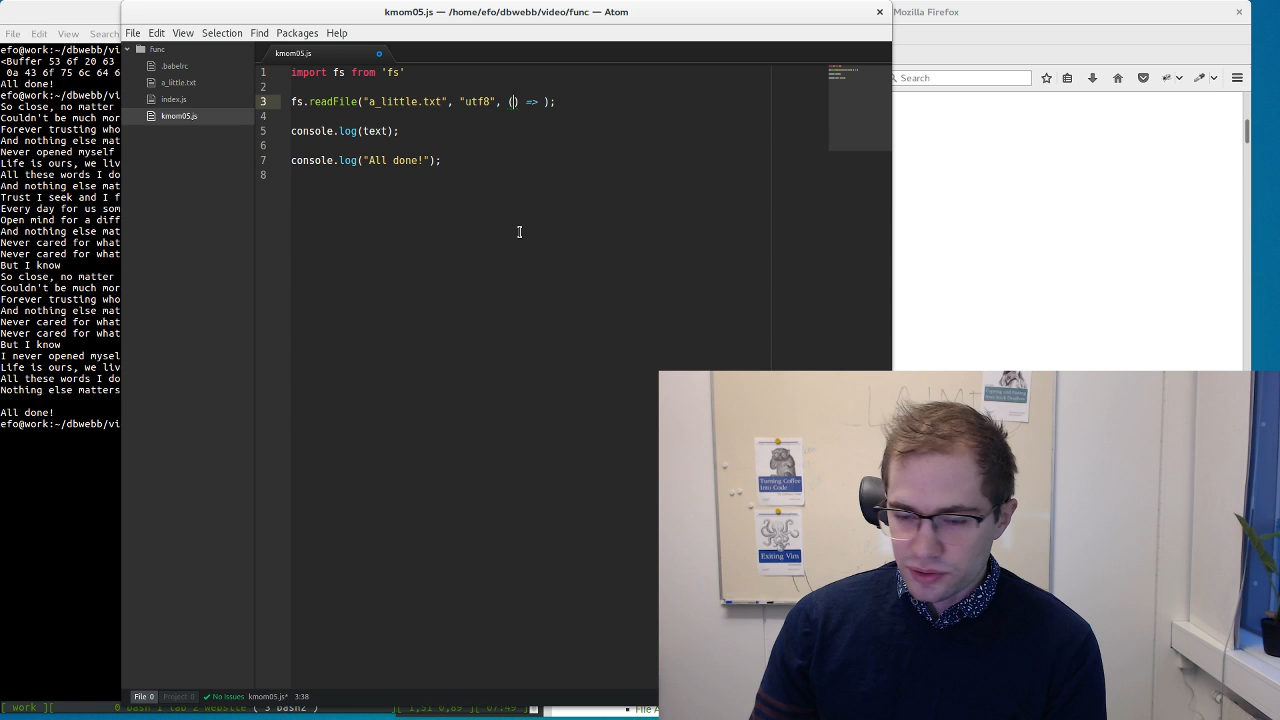 kmom05.js — /home/efo/dbwebb/video/func — Atom
Mozilla Firefox
File Edit View Search
File Edit View Selection Find Packages Help
Search
func
.babelrc
a_little.txt
index.js
kmom05.js
kmom05.js
1 import fs from 'fs'
2
3 fs.readFile("a_little.txt", "utf8", () => );
4
5 console.log(text);
6
7 console.log("All done!");
8
efo@work:~/dbwebb/vi
<Buffer 53 6f 20 63
0a 43 6f 75 6c 64 6
All done!
efo@work:~/dbwebb/vi
So close, no matter
Couldn't be much mor
Forever trusting who
And nothing else mat
Never opened myself
Life is ours, we liv
All these words I do
And nothing else mat
Trust I seek and I f
Every day for us som
Open mind for a diff
And nothing else mat
Never cared for what
Never cared for what
But I know
So close, no matter
Couldn't be much mor
Forever trusting who
And nothing else mat
Never cared for what
Never cared for what
But I know
I never opened mysel
Life is ours, we liv
All these words I do
Nothing else matters
All done!
efo@work:~/dbwebb/vi
Turning Coffee
Into Code
Exiting Vim
File 0 Project 0 No Issues kmom05.js* 3:38
[ work ][
File A